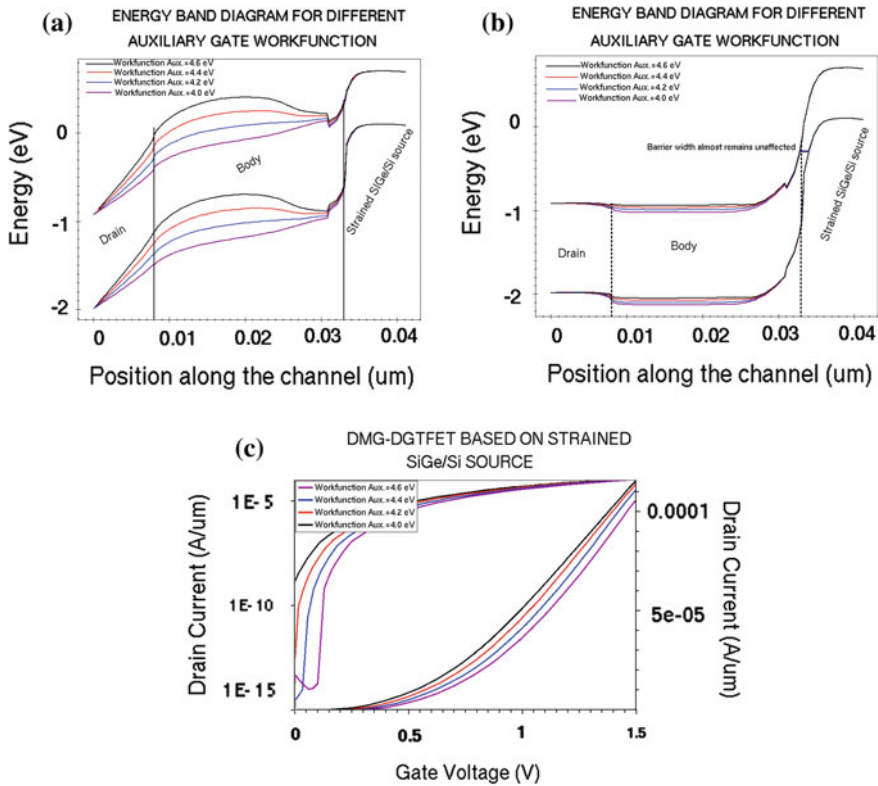 (a)
ENERGY BAND DIAGRAM FOR DIFFERENT
AUXILIARY GATE WORKFUNCTION
Workfunction Aux.=4.6 eV
Workfunction Aux.=4.4 eV
Workfunction Aux.=4.2 eV
Workfunction Aux.=4.0 eV
Energy (eV)
0
-1
-2
Drain
Body
Strained SiGe/Si source
0 0.01 0.02 0.03 0.04
Position along the channel (um)
(b)
ENERGY BAND DIAGRAM FOR DIFFERENT
AUXILIARY GATE WORKFUNCTION
Workfunction Aux.=4.6 eV
Workfunction Aux.=4.4 eV
Workfunction Aux.=4.2 eV
Workfunction Aux.=4.0 eV
Energy (eV)
0
-1
-2
Barrier width almost remains unaffected
Drain
Body
Strained SiGe/Si source
0 0.01 0.02 0.03 0.04
Position along the channel (um)
(c)
DMG-DGTFET BASED ON STRAINED
SiGe/Si SOURCE
Workfunction Aux.=4.6 eV
Workfunction Aux.=4.4 eV
Workfunction Aux.=4.2 eV
Workfunction Aux.=4.0 eV
Drain Current (A/um)
1E-5
1E-10
1E-15
0.0001
5e-05
Drain Current (A/um)
0 0.5 1 1.5
Gate Voltage (V)